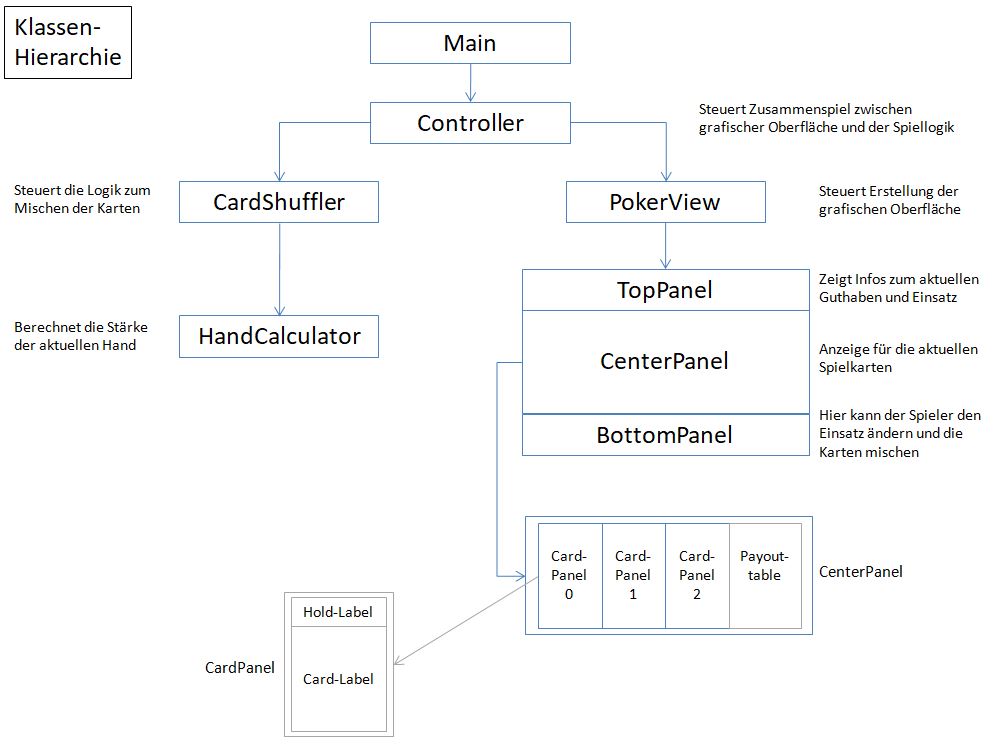 Klassen-
Hierarchie
Main
Controller
Steuert Zusammenspiel zwischen
grafischer Oberfläche und der Spiellogik
Steuert die Logik zum
Mischen der Karten
CardShuffler
PokerView
Steuert Erstellung der
grafischen Oberfläche
TopPanel
Zeigt Infos zum aktuellen
Guthaben und Einsatz
Berechnet die Stärke
der aktuellen Hand
HandCalculator
CenterPanel
Anzeige für die aktuellen
Spielkarten
BottomPanel
Hier kann der Spieler den
Einsatz ändern und die
Karten mischen
Card-
Panel
0
Card-
Panel
1
Card-
Panel
2
Payout-
table
CenterPanel
CardPanel
Hold-Label
Card-Label